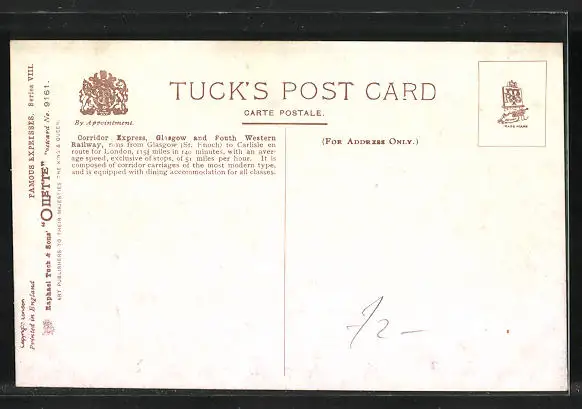 TUCK'S POST CARD
CARTE POSTALE.
By Appointment.
Corridor Express, Glasgow and South Western
Railway, runs from Glasgow (St. Enoch) to Carlisle en
route for London, 115½ miles in 140 minutes, with an aver-
age speed, exclusive of stops, of 51 miles per hour. It is
composed of corridor carriages of the most modern type,
and is equipped with dining accommodation for all classes.
(FOR ADDRESS ONLY.)
TRADE MARK
FAMOUS EXPRESSES. Series VIII.
Raphael Tuck & Sons' "OILETTE" Postcard No. 9161.
ART PUBLISHERS TO THEIR MAJESTIES THE KING & QUEEN.
Copyright London
Printed in England